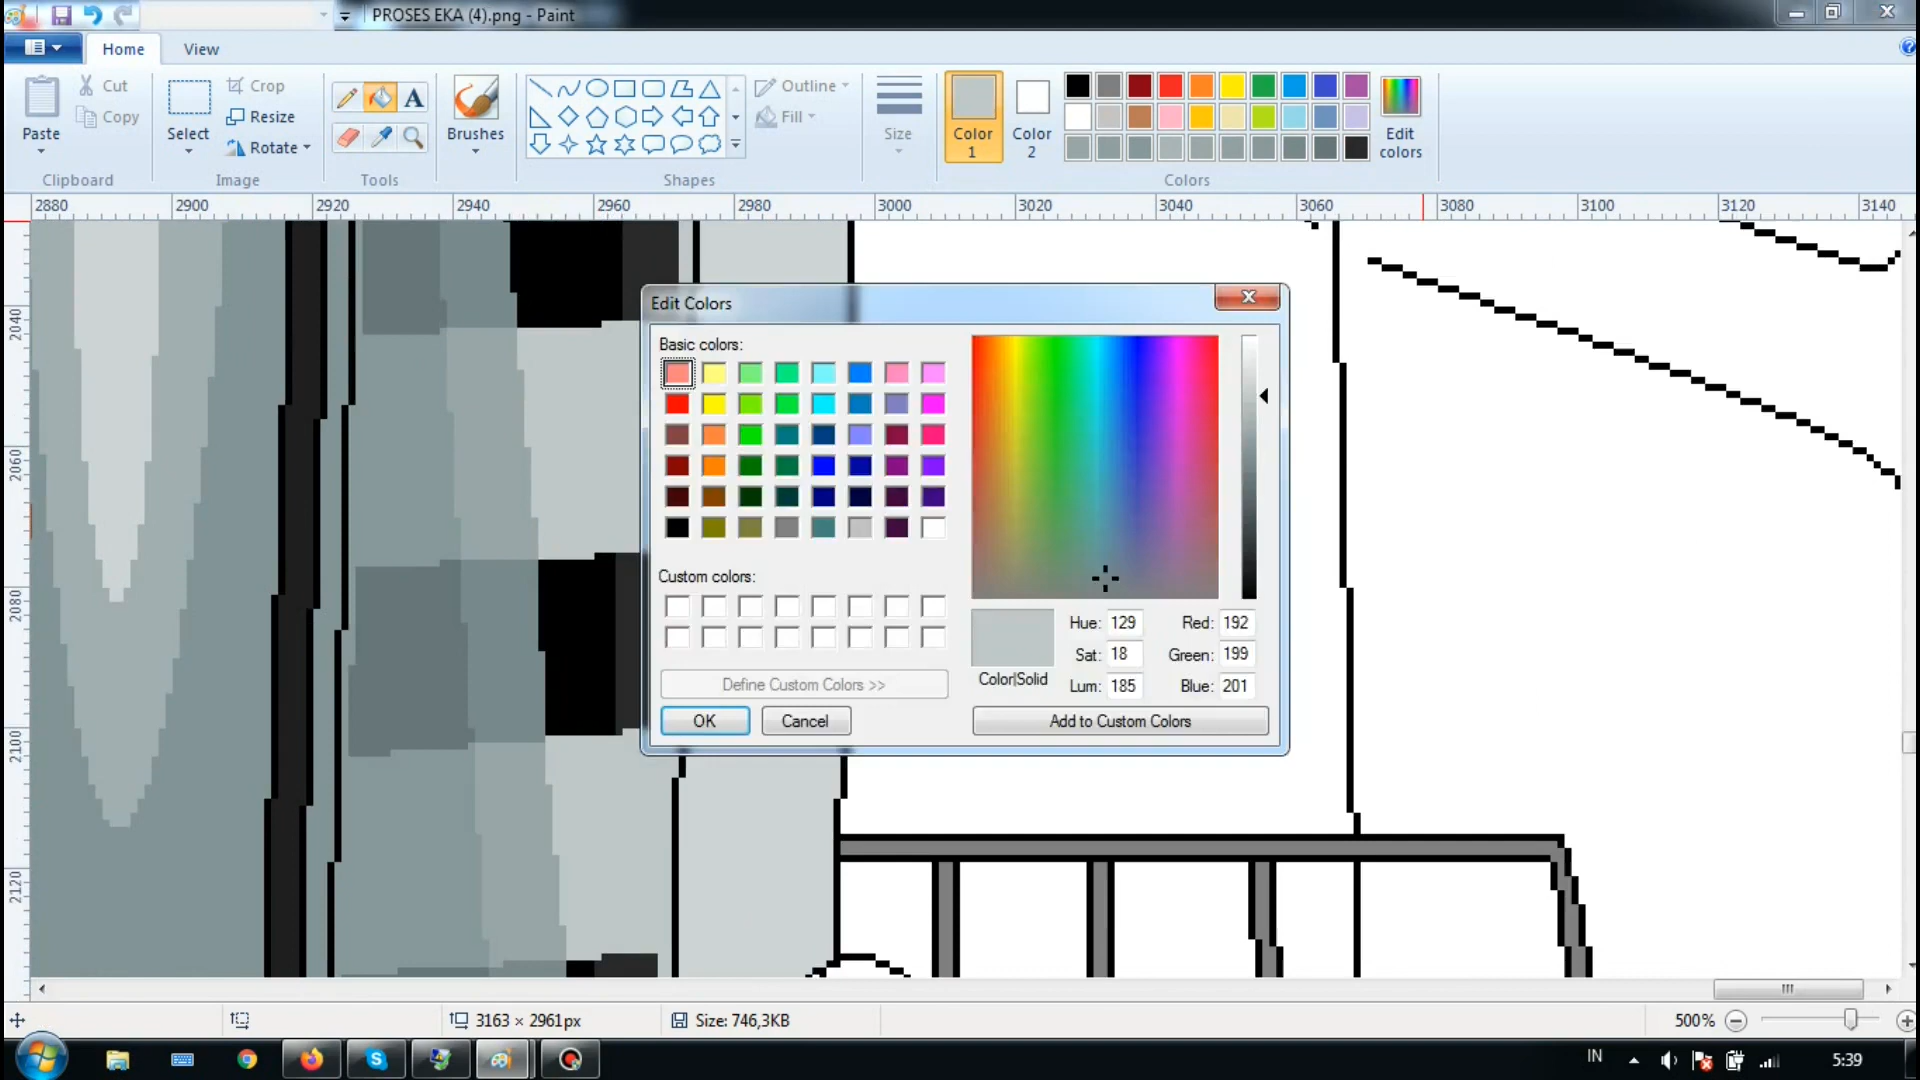 PROSES EKA (4).png - Paint
Home View
Paste Cut Copy
Clipboard
Select Crop Resize Rotate
Image
A
Tools
Brushes
Outline
Fill
Shapes
Size
Color 1
Color 2
Edit colors
Colors
2880 2900 2920 2940 2960 2980 3000 3020 3040 3060 3080 3100 3120 3140
2040
2060
2080
2100
2120
Edit Colors
Basic colors:
Custom colors:
Define Custom Colors >>
OK Cancel
Color|Solid
Hue: 129 Red: 192
Sat: 18 Green: 199
Lum: 185 Blue: 201
Add to Custom Colors
3163 × 2961px
Size: 746,3KB
500%
IN
5:39